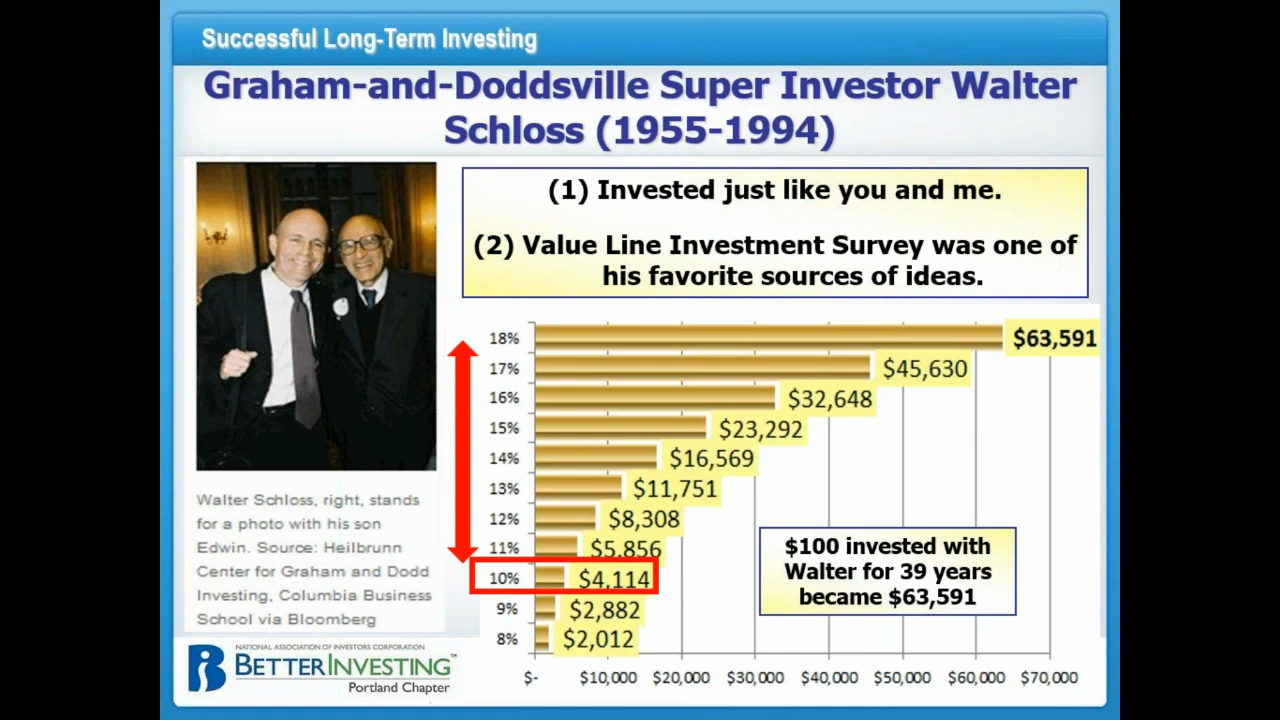 Successful Long-Term Investing
Graham-and-Doddsville Super Investor Walter
Schloss (1955-1994)
(1) Invested just like you and me.
(2) Value Line Investment Survey was one of
his favorite sources of ideas.
Walter Schloss, right, stands
for a photo with his son
Edwin. Source: Heilbrunn
Center for Graham and Dodd
Investing, Columbia Business
School via Bloomberg
18% $63,591
17% $45,630
16% $32,648
15% $23,292
14% $16,569
13% $11,751
12% $8,308
11% $5,856
10% $4,114
9% $2,882
8% $2,012
$- $10,000 $20,000 $30,000 $40,000 $50,000 $60,000 $70,000
$100 invested with
Walter for 39 years
became $63,591
NATIONAL ASSOCIATION OF INVESTORS CORPORATION
BETTERINVESTING™
Portland Chapter